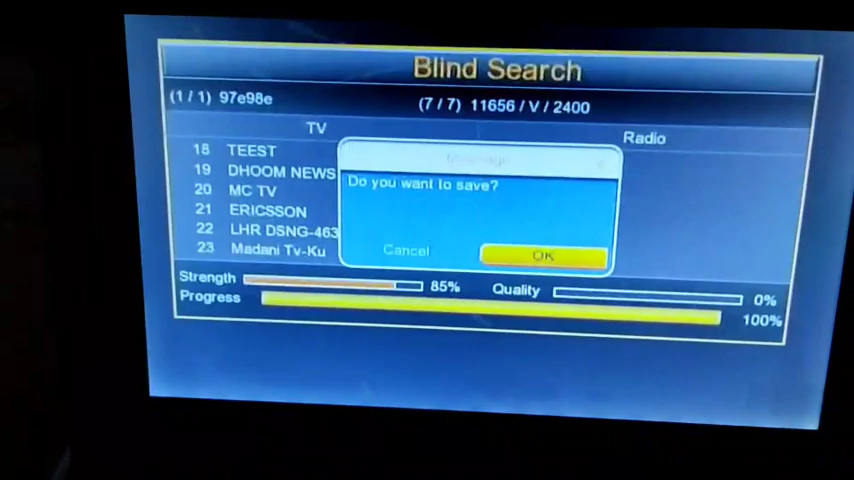 Blind Search
(1/1) 97e98e (7/7) 11656/V/2400
TV Radio
18 TEEST
19 DHOOM NEWS
20 MC TV
21 ERICSSON
22 LHR DSNG-463
23 Madani Tv-Ku
Message
Do you want to save?
Cancel OK
Strength 85% Quality 0%
Progress 100%